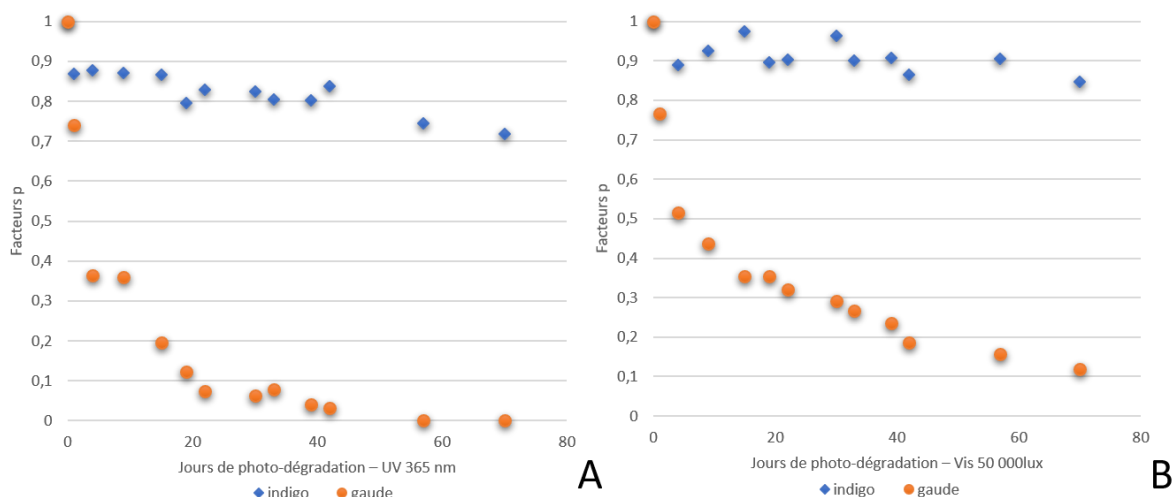 1
0,9
0,8
0,7
0,6
0,5
0,4
0,3
0,2
0,1
0
Facteurs p
0 20 40 60 80
Jours de photo-dégradation – UV 365 nm
indigo gaude
A
1
0,9
0,8
0,7
0,6
0,5
0,4
0,3
0,2
0,1
0
Facteurs p
0 20 40 60 80
Jours de photo-dégradation – Vis 50 000lux
indigo gaude
B